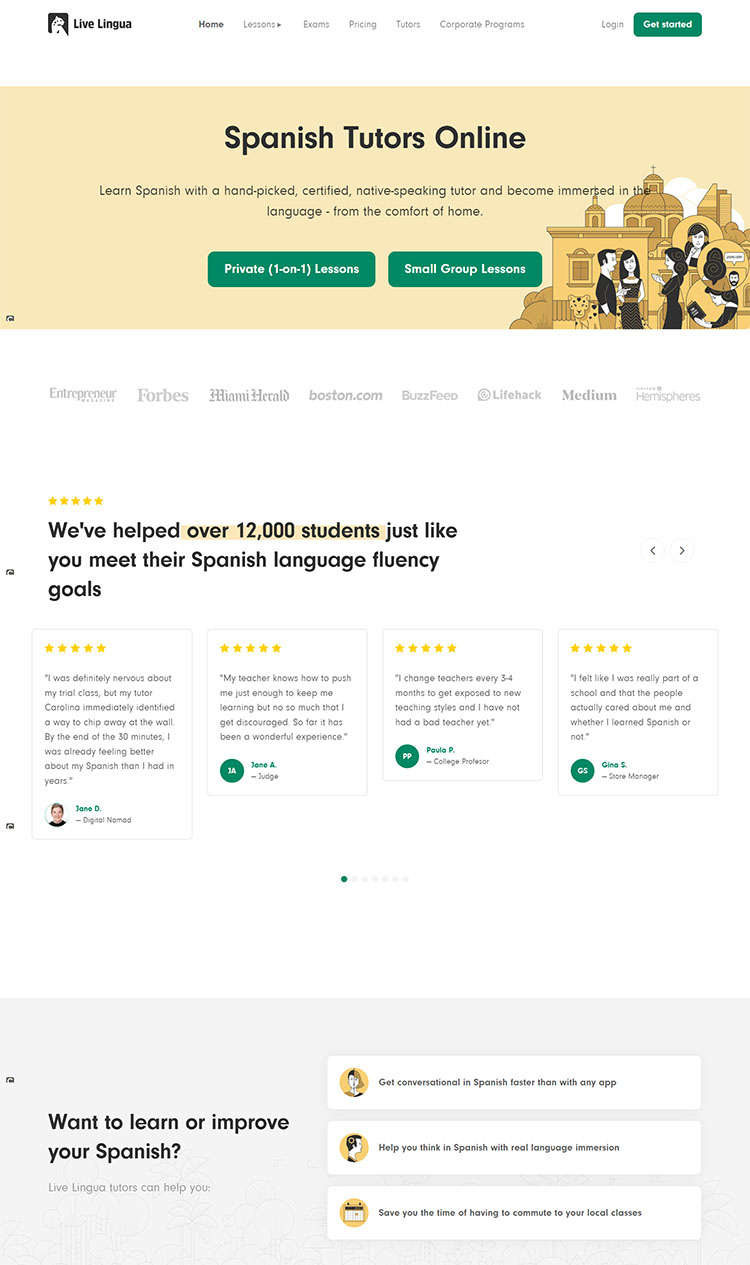 Live Lingua
Home Lessons ▸ Exams Pricing Tutors Corporate Programs Login Get started
Spanish Tutors Online
Learn Spanish with a hand-picked, certified, native-speaking tutor and become immersed in the
language - from the comfort of home.
Private (1-on-1) Lessons Small Group Lessons
Entrepreneur MAGAZINE Forbes Miami Herald boston.com BuzzFeed Lifehack Medium UNITED Hemispheres
We've helped over 12,000 students just like
you meet their Spanish language fluency
goals
"I was definitely nervous about
my trial class, but my tutor
Carolina immediately identified
a way to chip away at the wall.
By the end of the 30 minutes, I
was already feeling better
about my Spanish than I had in
years."
Jane D.
— Digital Nomad
"My teacher knows how to push
me just enough to keep me
learning but no so much that I
get discouraged. So far it has
been a wonderful experience."
JA
Jane A.
— Judge
"I change teachers every 3-4
months to get exposed to new
teaching styles and I have not
had a bad teacher yet."
PP
Paula P.
— College Profesor
"I felt like I was really part of a
school and that the people
actually cared about me and
whether I learned Spanish or
not."
GS
Gina S.
— Store Manager
Want to learn or improve
your Spanish?
Live Lingua tutors can help you:
Get conversational in Spanish faster than with any app
Help you think in Spanish with real language immersion
Save you the time of having to commute to your local classes